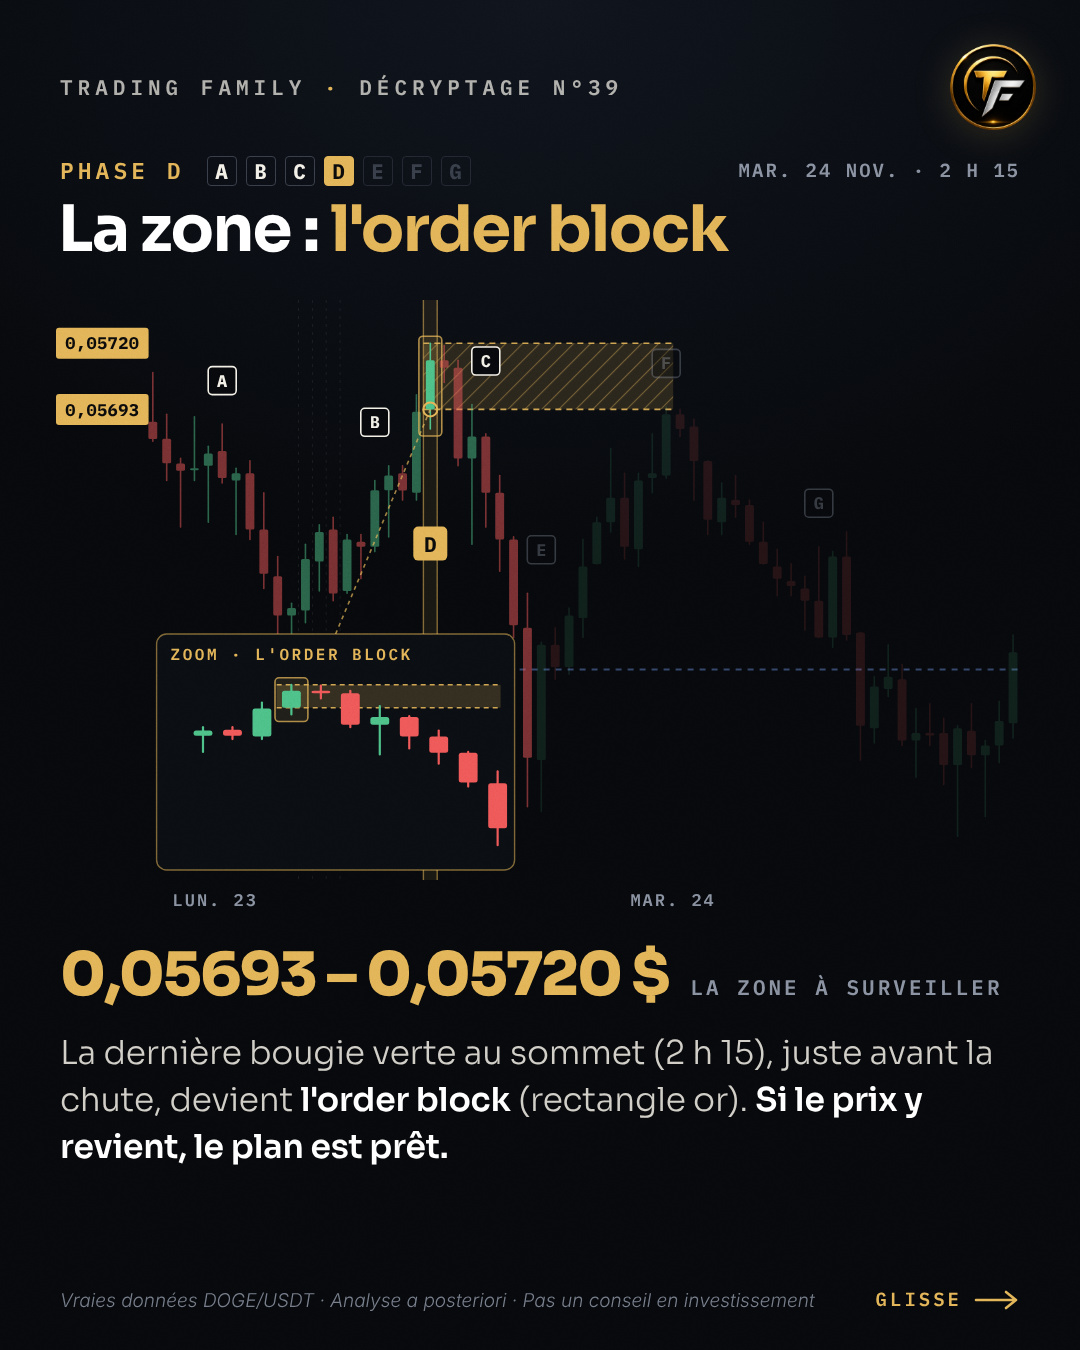 TRADING FAMILY · DÉCRYPTAGE N°39
TF
PHASE D A B C D E F G
MAR. 24 NOV. · 2 H 15
La zone : l'order block
0,05720
0,05693
A
B
C
F
G
D
E
ZOOM · L'ORDER BLOCK
LUN. 23
MAR. 24
0,05693 – 0,05720 $ LA ZONE À SURVEILLER
La dernière bougie verte au sommet (2 h 15), juste avant la
chute, devient l'order block (rectangle or). Si le prix y
revient, le plan est prêt.
Vraies données DOGE/USDT · Analyse a posteriori · Pas un conseil en investissement
GLISSE →